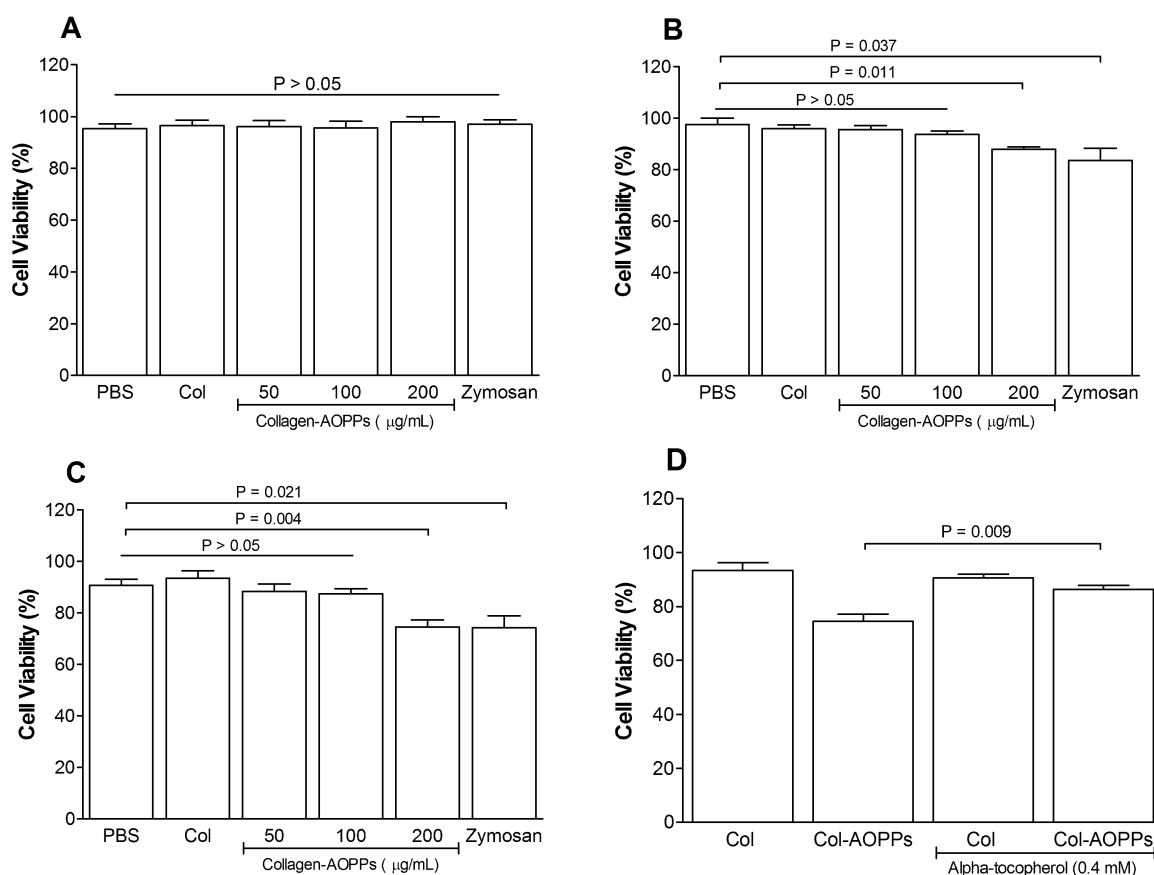 A
120
100
80
60
40
20
0
Cell Viability (%)
P > 0.05
PBS Col 50 100 200 Zymosan
Collagen-AOPPs ( μg/mL)
B
120
100
80
60
40
20
0
Cell Viability (%)
P = 0.037
P = 0.011
P > 0.05
PBS Col 50 100 200 Zymosan
Collagen-AOPPs ( μg/mL)
C
120
100
80
60
40
20
0
Cell Viability (%)
P = 0.021
P = 0.004
P > 0.05
PBS Col 50 100 200 Zymosan
Collagen-AOPPs ( μg/mL)
D
120
100
80
60
40
20
0
Cell Viability (%)
P = 0.009
Col Col-AOPPs Col Col-AOPPs
Alpha-tocopherol (0.4 mM)